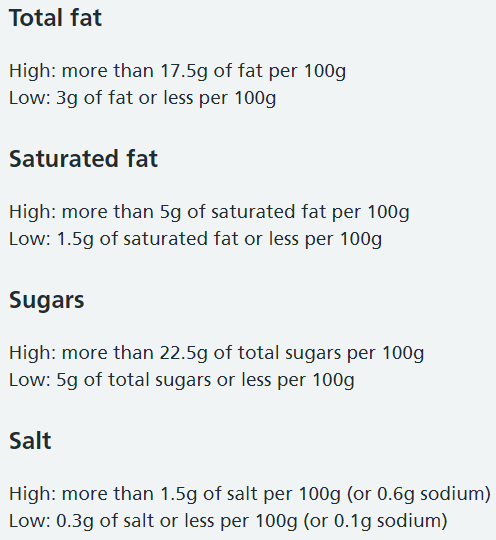 Total fat
High: more than 17.5g of fat per 100g
Low: 3g of fat or less per 100g
Saturated fat
High: more than 5g of saturated fat per 100g
Low: 1.5g of saturated fat or less per 100g
Sugars
High: more than 22.5g of total sugars per 100g
Low: 5g of total sugars or less per 100g
Salt
High: more than 1.5g of salt per 100g (or 0.6g sodium)
Low: 0.3g of salt or less per 100g (or 0.1g sodium)